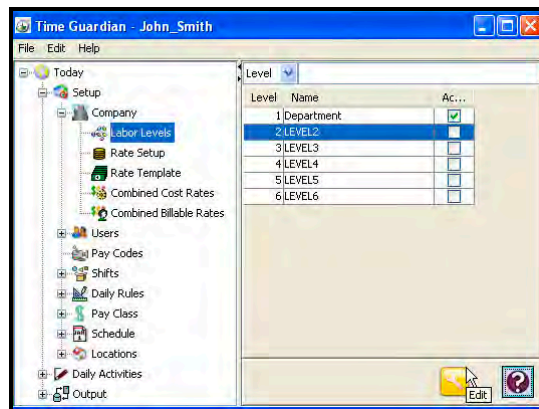 Time Guardian - John_Smith
File Edit Help
Today
Setup
Company
Labor Levels
Rate Setup
Rate Template
Combined Cost Rates
Combined Billable Rates
Users
Pay Codes
Shifts
Daily Rules
Pay Class
Schedule
Locations
Daily Activities
Output
Level
Level Name Ac...
1 Department
2 LEVEL2
3 LEVEL3
4 LEVEL4
5 LEVEL5
6 LEVEL6
Edit